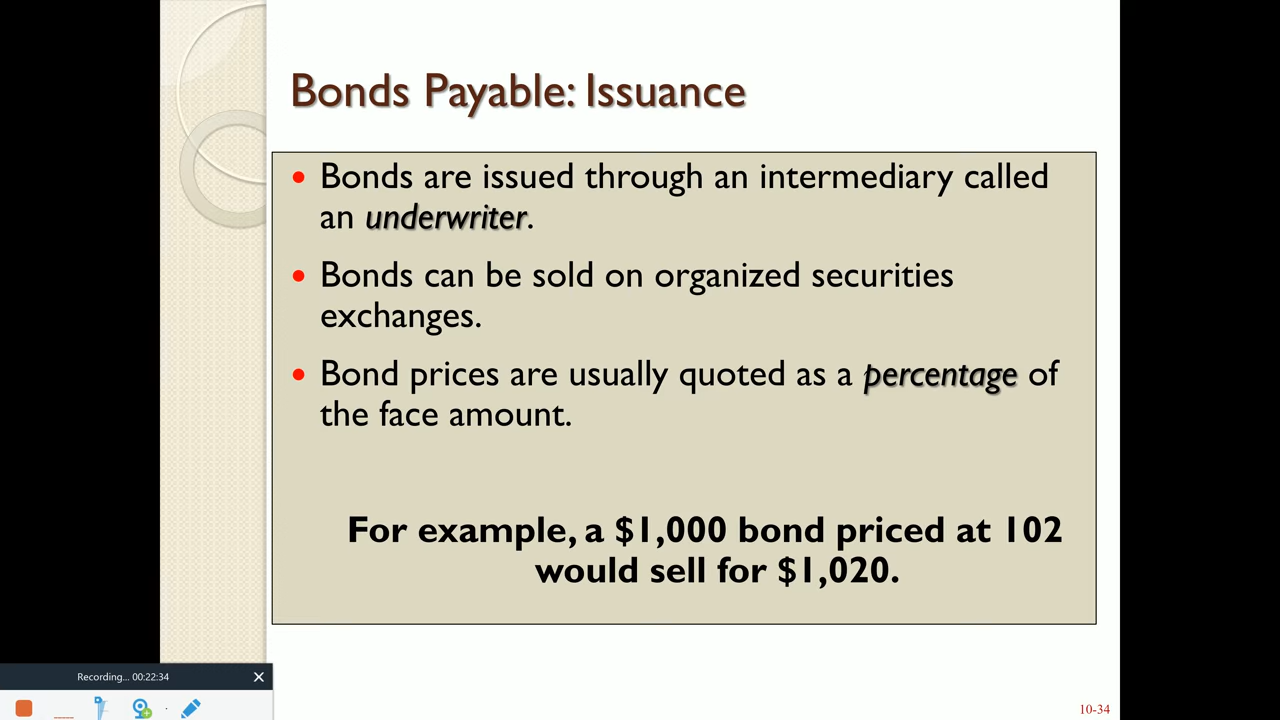 Bonds Payable: Issuance
• Bonds are issued through an intermediary called
an underwriter.
• Bonds can be sold on organized securities
exchanges.
• Bond prices are usually quoted as a percentage of
the face amount.
For example, a $1,000 bond priced at 102
would sell for $1,020.
Recording... 00:22:34
10-34